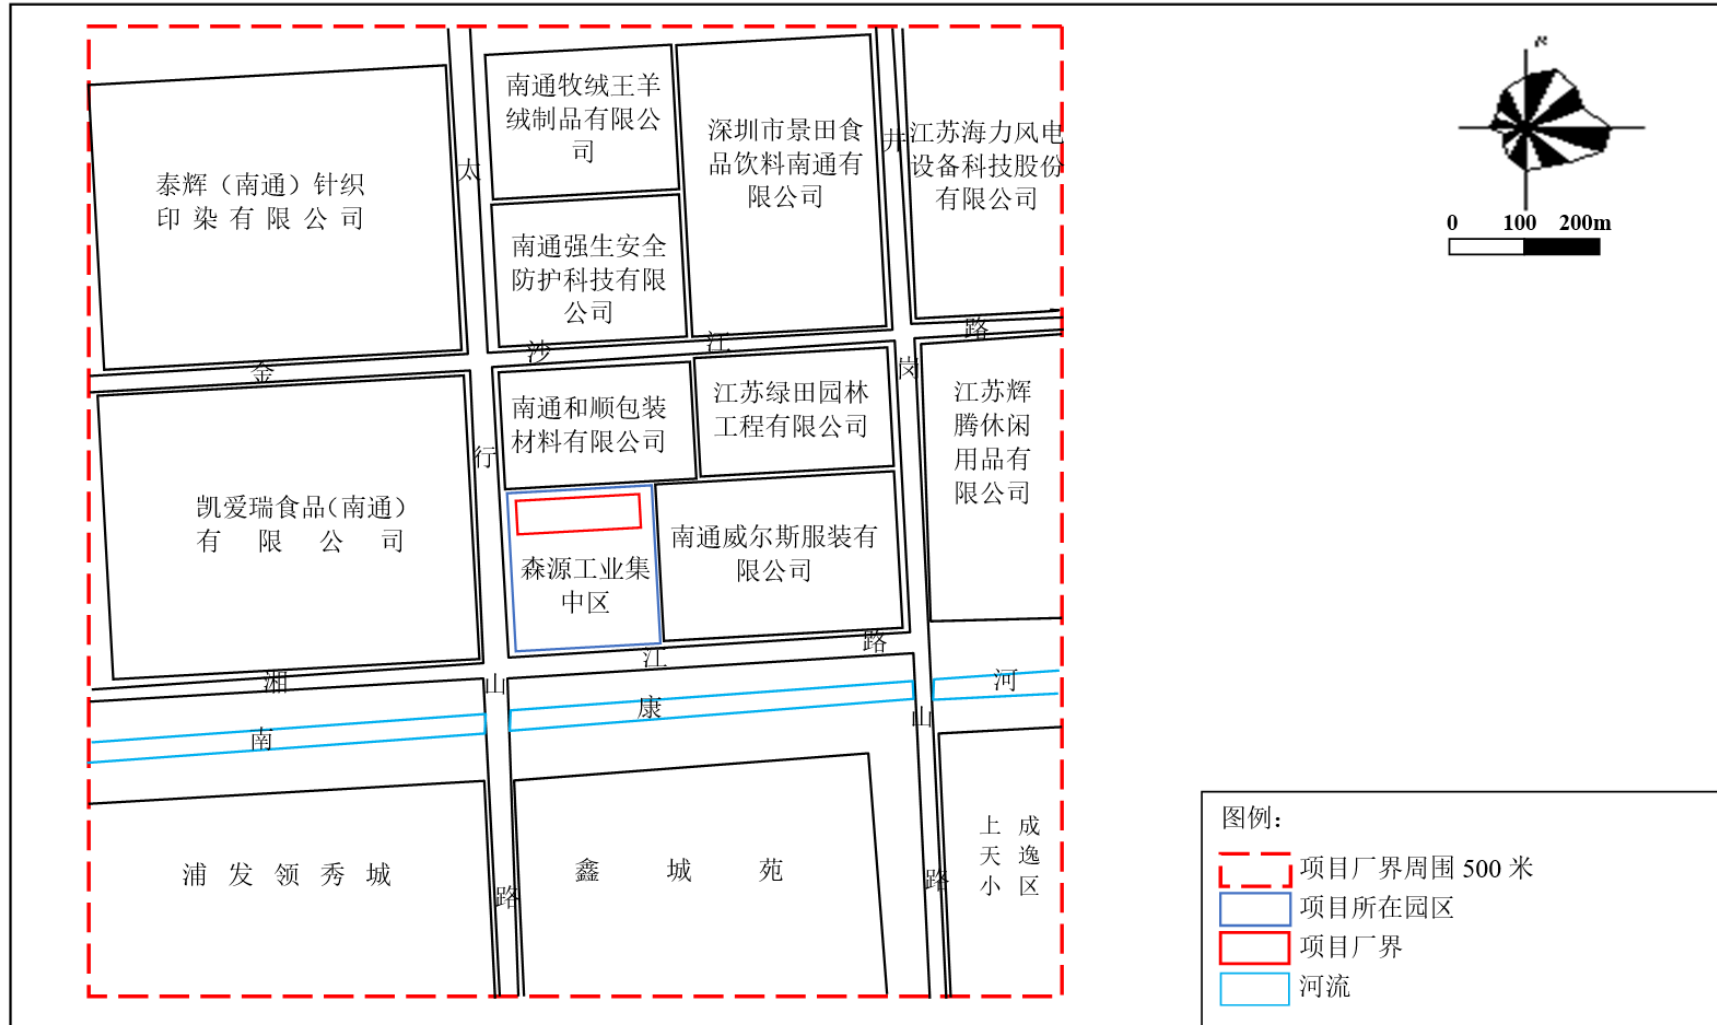 南通牧绒王羊
绒制品有限公
司
深圳市景田食
品饮料南通有
限公司
江苏海力风电
设备科技股份
有限公司
泰辉（南通）针织
印染有限公司
南通强生安全
防护科技有限
公司
太
行
山
路
井
岗
山
路
金
沙
江
路
南通和顺包装
材料有限公司
江苏绿田园林
工程有限公司
江苏辉
腾休闲
用品有
限公司
凯爱瑞食品（南通）
有限公司
森源工业集
中区
南通威尔斯服装有
限公司
湘
江
路
南
康
河
浦发领秀城
鑫城苑
上成
天逸
小区
N
0 100 200m
图例：
项目厂界周围 500 米
项目所在园区
项目厂界
河流